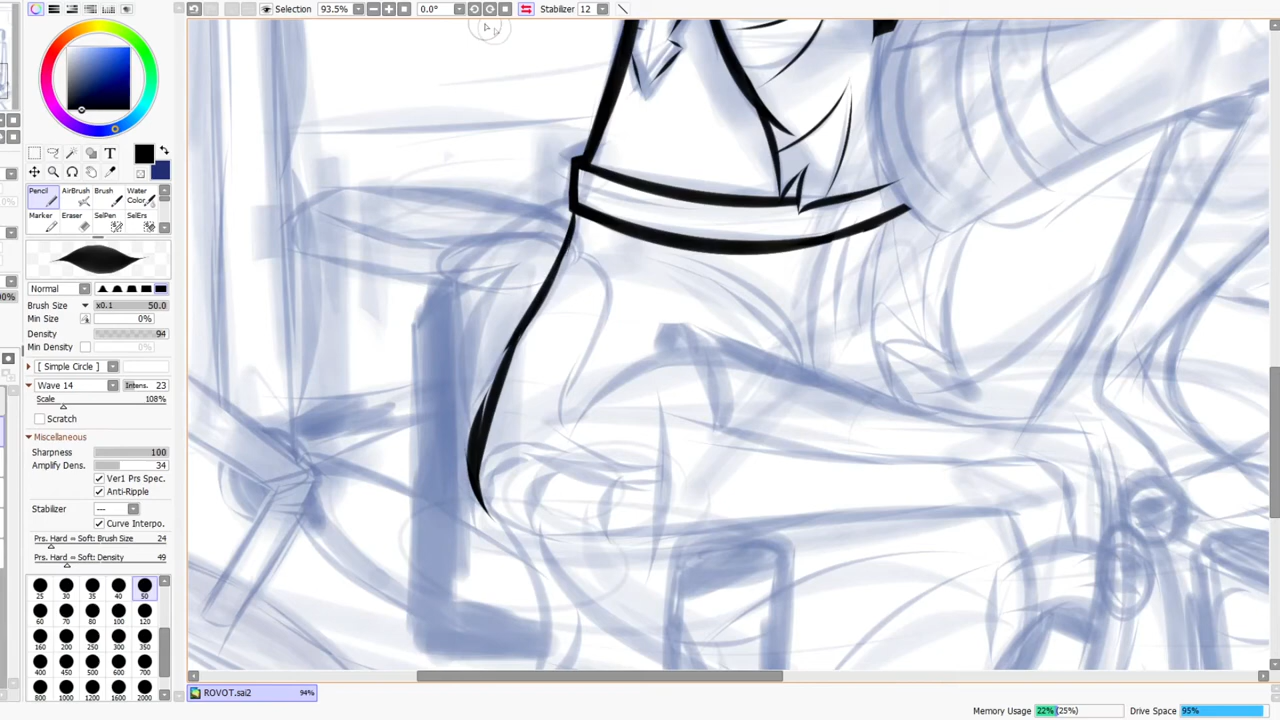 Selection 93.5% 0.0° Stabilizer 12
T
Pencil AirBrush Brush Water Color
Marker Eraser SelPen SelErs
Normal
Brush Size x0.1 50.0
Min Size 0%
Density 94
Min Density 0%
[ Simple Circle ]
Wave 14 Intens. 23
Scale 108%
Scratch
Miscellaneous
Sharpness 100
Amplify Dens. 34
Ver1 Prs Spec.
Anti-Ripple
Stabilizer ---
Curve Interpo.
Prs. Hard ⇔ Soft: Brush Size 24
Prs. Hard ⇔ Soft: Density 49
25 30 35 40 50
60 70 80 100 120
160 200 250 300 350
400 450 500 600 700
800 1000 1200 1600 2000
ROVOT.sai2 94%
Memory Usage 22% (25%) Drive Space 95%